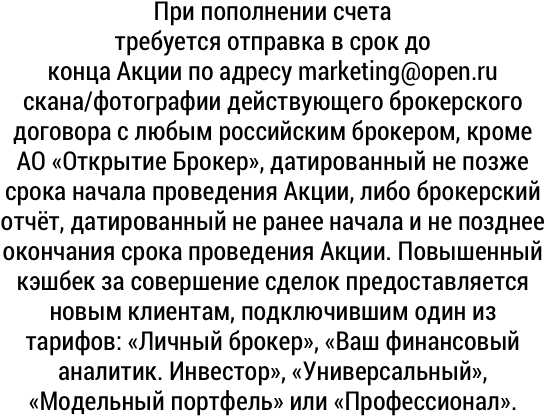 При пополнении счета
требуется отправка в срок до
конца Акции по адресу marketing@open.ru
скана/фотографии действующего брокерского
договора с любым российским брокером, кроме
АО «Открытие Брокер», датированный не позже
срока начала проведения Акции, либо брокерский
отчёт, датированный не ранее начала и не позднее
окончания срока проведения Акции. Повышенный
кэшбек за совершение сделок предоставляется
новым клиентам, подключившим один из
тарифов: «Личный брокер», «Ваш финансовый
аналитик. Инвестор», «Универсальный»,
«Модельный портфель» или «Профессионал».